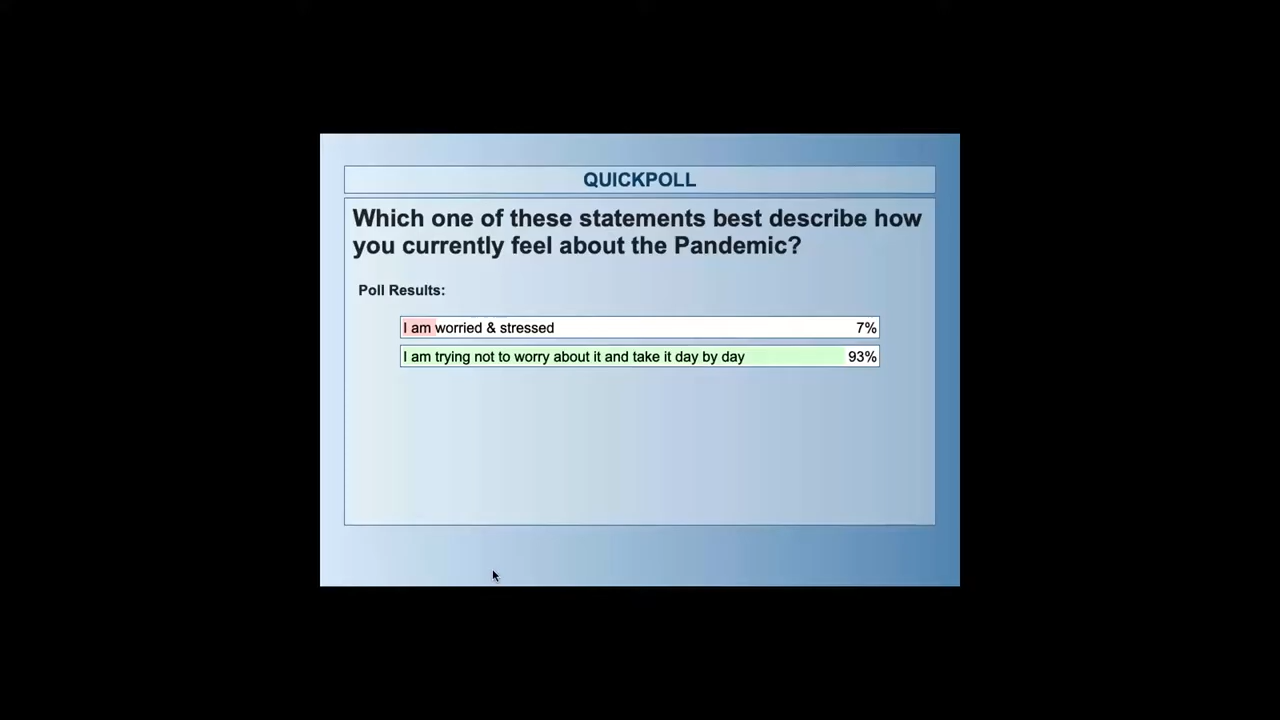 QUICKPOLL
Which one of these statements best describe how
you currently feel about the Pandemic?
Poll Results:
I am worried & stressed 7%
I am trying not to worry about it and take it day by day 93%